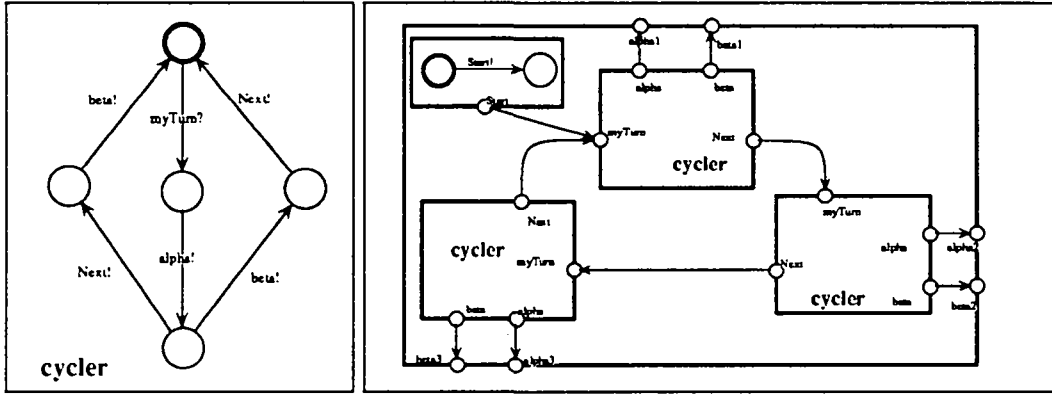 beta!
Next!
myTurn?
alpha!
Next!
beta!
cycler
alpha1
beta1
Start!
Start
alpha
beta
myTurn
Next
cycler
myTurn
Next
cycler
myTurn
alpha
alpha2
Next
cycler
beta
beta2
beta
alpha
beta3
alpha3